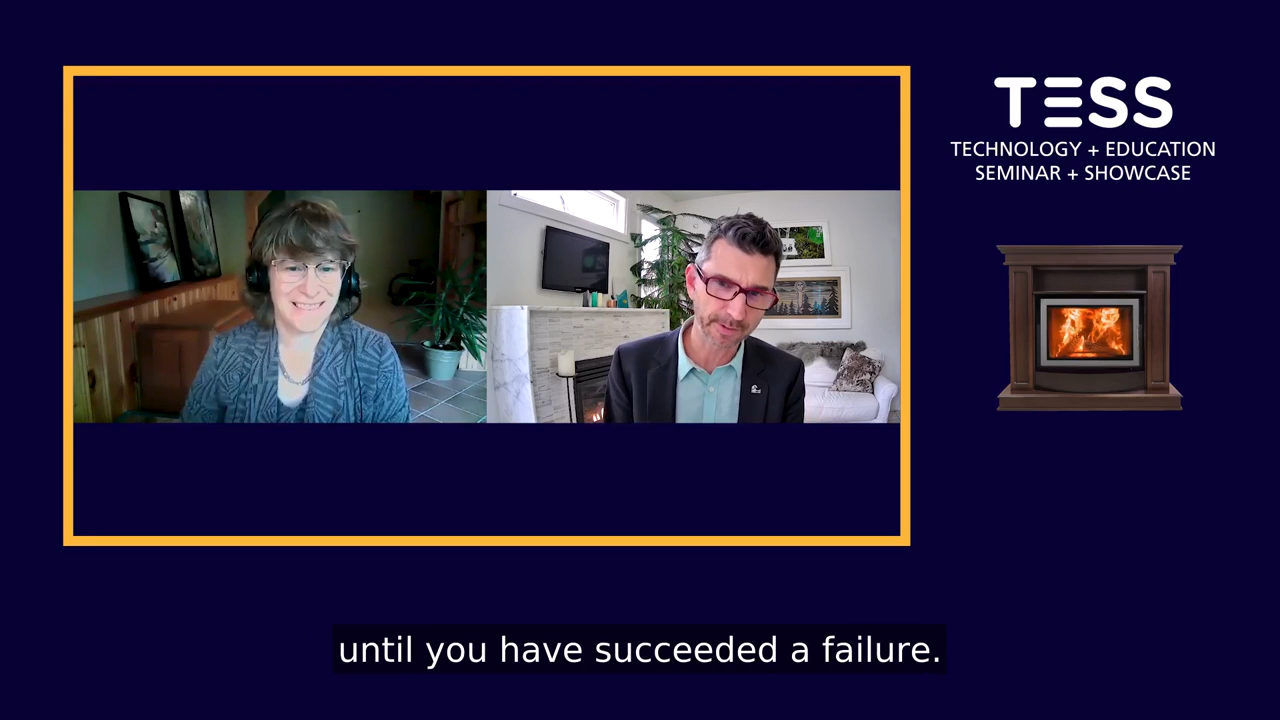 TESS
TECHNOLOGY + EDUCATION
SEMINAR + SHOWCASE
until you have succeeded a failure.